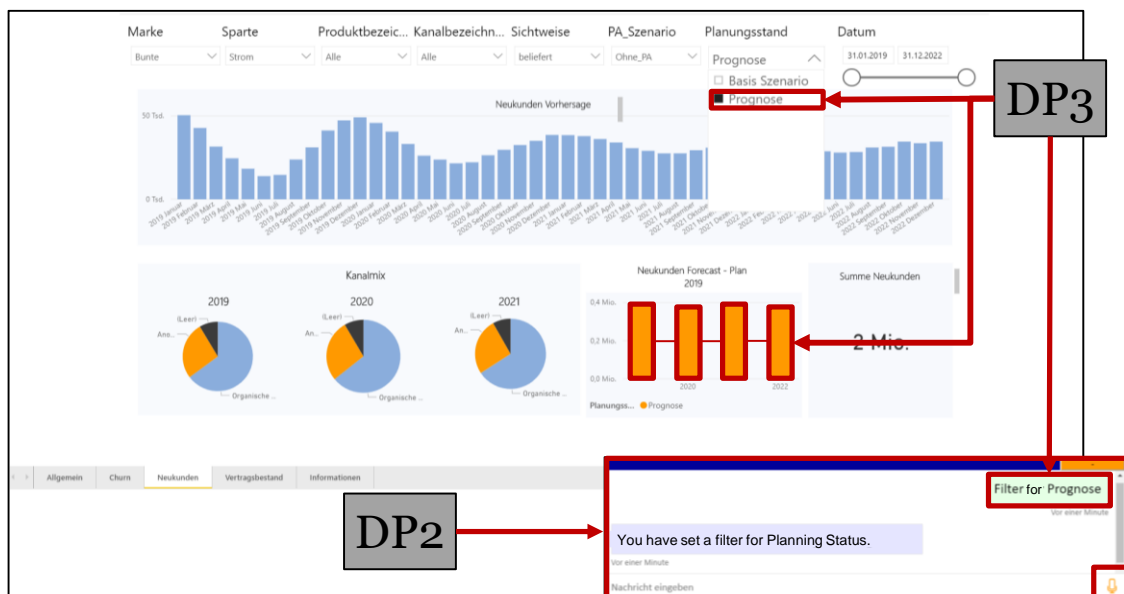 Marke Sparte Produktbezeic... Kanalbezeichn... Sichtweise PA_Szenario Planungsstand Datum
Bunte Strom Alle Alle beliefert Ohne_PA Prognose 31.01.2019 31.12.2022
Basis Szenario
Prognose
DP3
Neukunden Vorhersage
50 Tsd.
0 Tsd.
2019 Januar
2019 Februar
2019 März
2019 April
2019 Mai
2019 Juni
2019 Juli
2019 August
2019 September
2019 Oktober
2019 November
2019 Dezember
2020 Januar
2020 Februar
2020 März
2020 April
2020 Mai
2020 Juni
2020 Juli
2020 August
2020 September
2020 Oktober
2020 November
2020 Dezember
2021 Januar
2021 Februar
2021 März
2021 April
2021 Mai
2021 Juni
2021 Juli
2021 August
2021 September
2021 Oktober
2022 Juli
2022 August
2022 September
2022 Oktober
2022 November
2022 Dezember
Kanalmix
2019 2020 2021
(Leer) (Leer) (Leer)
Ano.. An... An...
Organische .. Organische .. Organische ..
Neukunden Forecast - Plan
2019
0,4 Mio.
0,2 Mio.
0,0 Mio.
2020 2022
Planungss... Prognose
Summe Neukunden
2 Mio.
Allgemein Churn Neukunden Vertragsbestand Informationen
DP2
Filter for Prognose
Vor einer Minute
You have set a filter for Planning Status.
Vor einer Minute
Nachricht eingeben